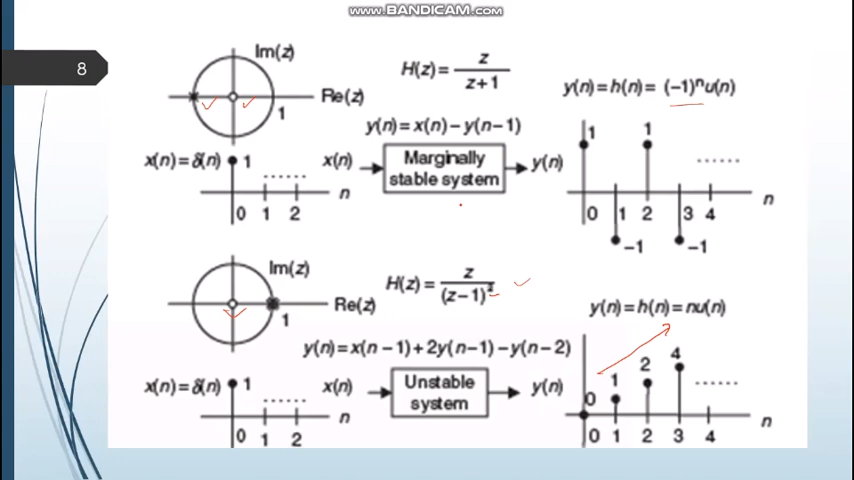 WWW.BANDICAM.COM
8
Im(z)
Re(z)
1
H(z) = z/(z+1)
y(n) = h(n) = (−1)ⁿu(n)
y(n) = x(n) − y(n−1)
x(n) = δ(n) 1
0 1 2 n
......
x(n) Marginally y(n)
stable system
1 1 ......
0 1 2 3 4 n
−1 −1
Im(z)
Re(z)
1
H(z) = z/(z−1)²
y(n) = h(n) = nu(n)
y(n) = x(n−1) + 2y(n−1) − y(n−2)
x(n) = δ(n) 1
0 1 2 n
......
x(n) Unstable y(n)
system
0 1 2 4 ......
0 1 2 3 4 n